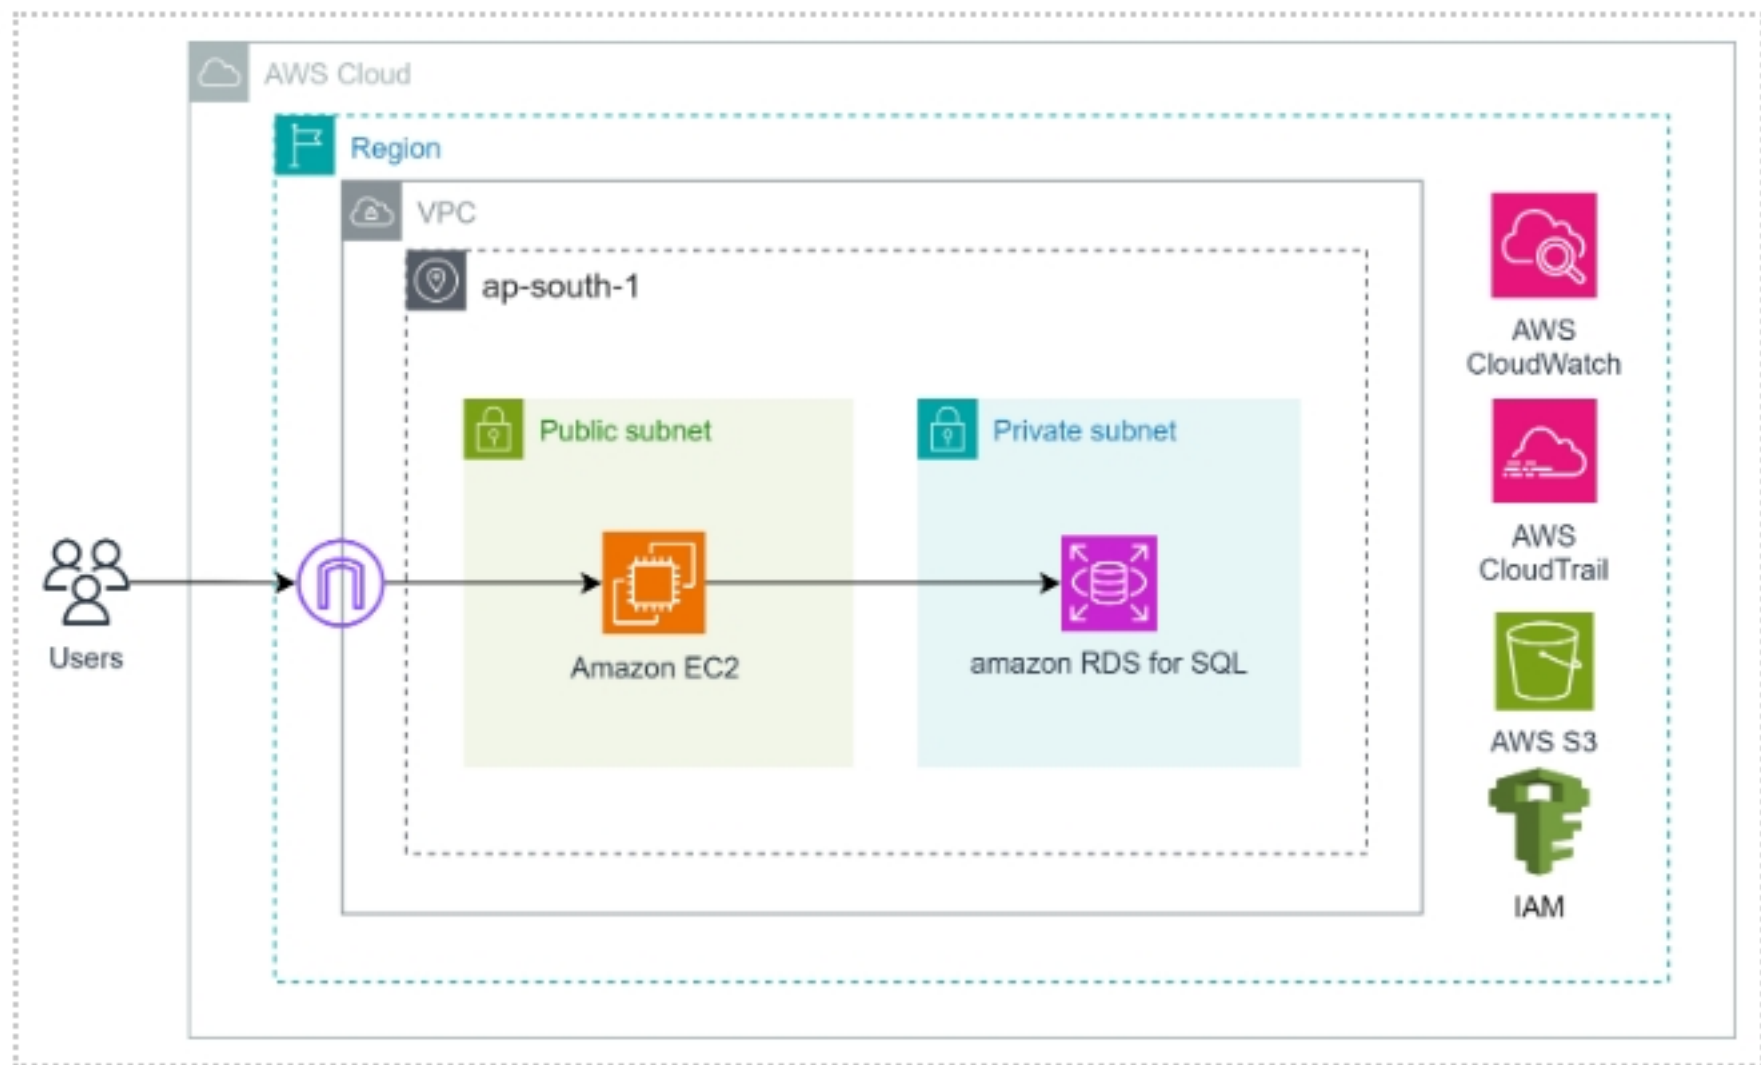 AWS Cloud
Region
VPC
ap-south-1
Public subnet
Private subnet
Users
Amazon EC2
amazon RDS for SQL
AWS
CloudWatch
AWS
CloudTrail
AWS S3
IAM